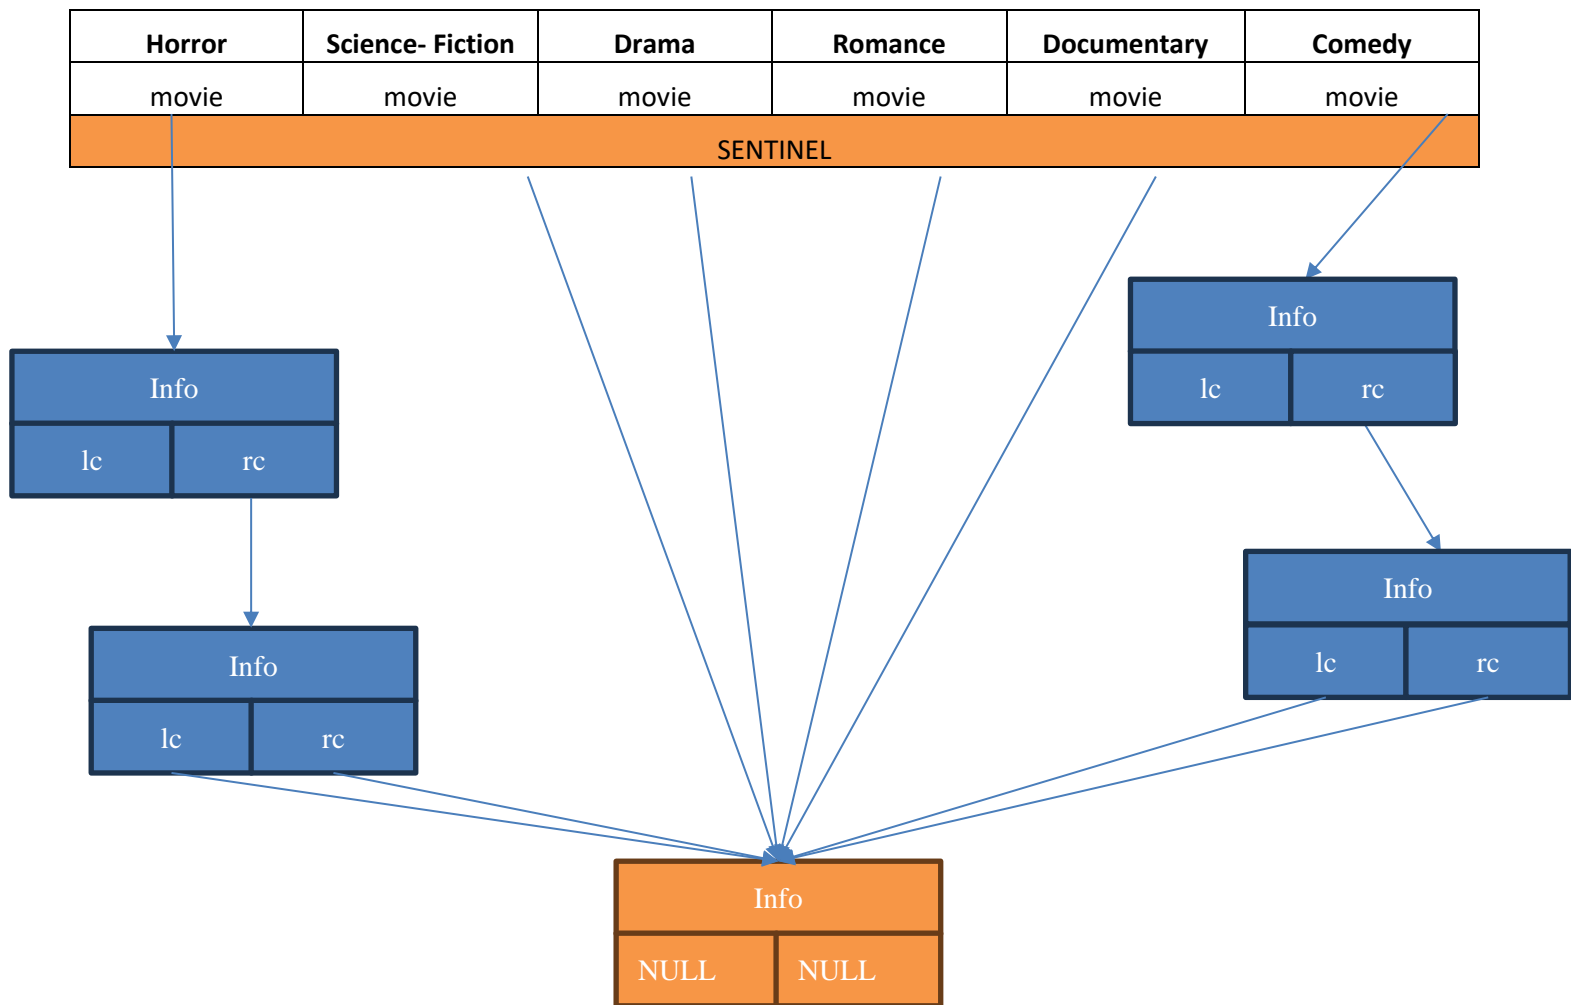 Horror Science- Fiction Drama Romance Documentary Comedy
movie movie movie movie movie movie
SENTINEL
Info
lc rc
Info
lc rc
Info
lc rc
Info
lc rc
Info
NULL NULL